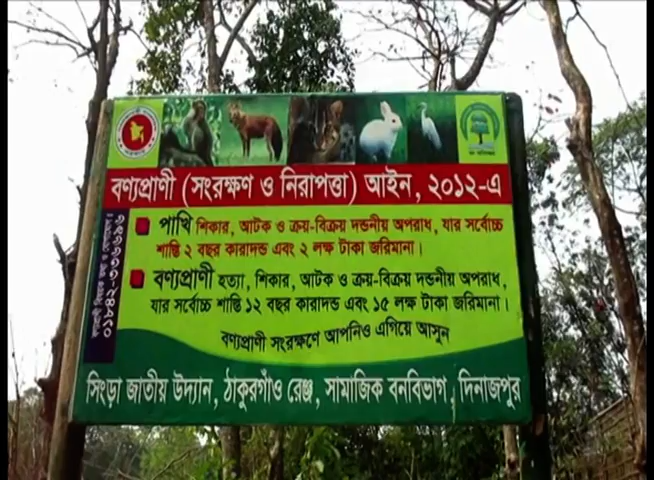 বণ্যপ্রাণী (সংরক্ষণ ও নিরাপত্তা) আইন, ২০১২-এ
পাখি শিকার, আটক ও ক্রয়-বিক্রয় দন্ডনীয় অপরাধ, যার সর্বোচ্চ
শাস্তি ২ বছর কারাদন্ড এবং ২ লক্ষ টাকা জরিমানা।
বণ্যপ্রাণী হত্যা, শিকার, আটক ও ক্রয়-বিক্রয় দন্ডনীয় অপরাধ,
যার সর্বোচ্চ শাস্তি ১২ বছর কারাদন্ড এবং ১৫ লক্ষ টাকা জরিমানা।
বণ্যপ্রাণী সংরক্ষণে আপনিও এগিয়ে আসুন
সিংড়া জাতীয় উদ্যান, ঠাকুরগাঁও রেঞ্জ, সামাজিক বনবিভাগ, দিনাজপুর